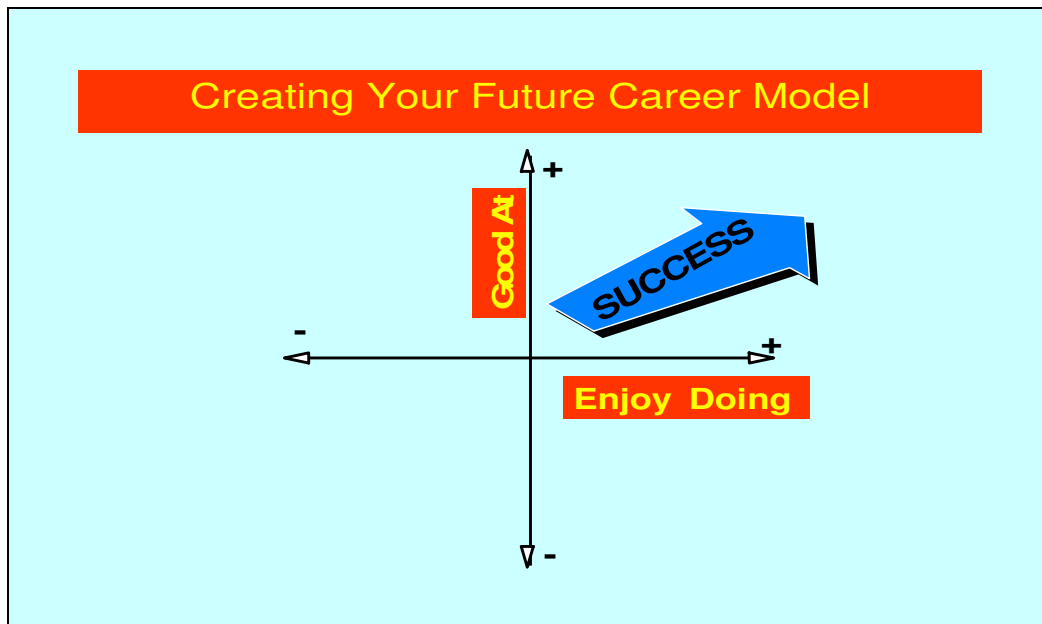 Creating Your Future Career Model
+
Good At
SUCCESS
-
+
Enjoy Doing
-